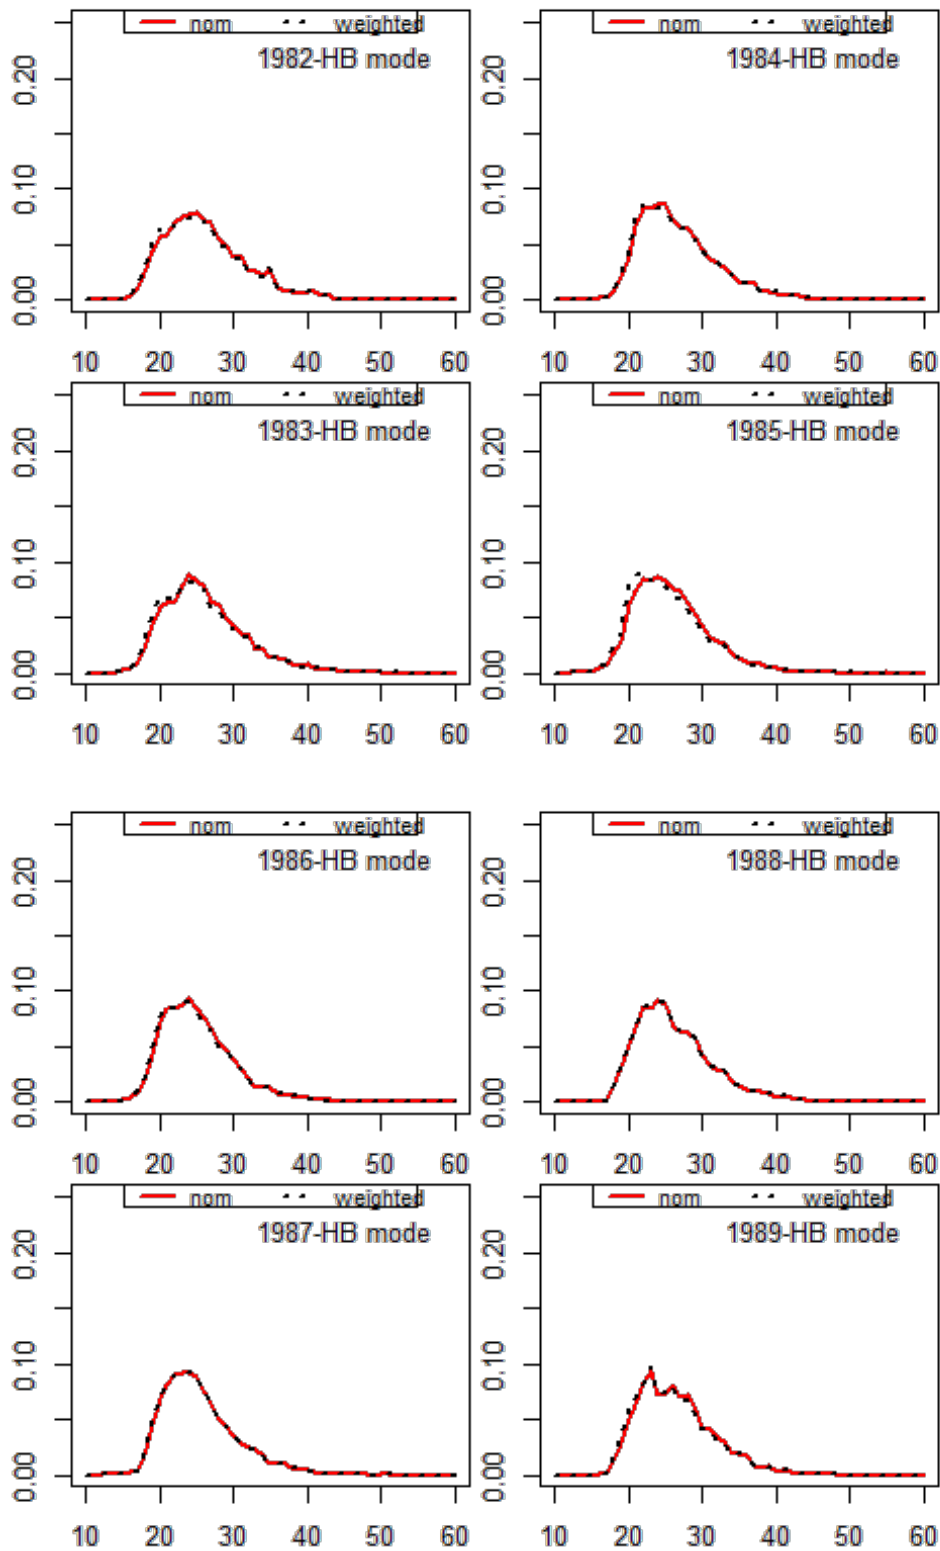 nom weighted
1982-HB mode
0.00 0.10 0.20
10 20 30 40 50 60
nom weighted
1984-HB mode
0.00 0.10 0.20
10 20 30 40 50 60
nom weighted
1983-HB mode
0.00 0.10 0.20
10 20 30 40 50 60
nom weighted
1985-HB mode
0.00 0.10 0.20
10 20 30 40 50 60
nom weighted
1986-HB mode
0.00 0.10 0.20
10 20 30 40 50 60
nom weighted
1988-HB mode
0.00 0.10 0.20
10 20 30 40 50 60
nom weighted
1987-HB mode
0.00 0.10 0.20
10 20 30 40 50 60
nom weighted
1989-HB mode
0.00 0.10 0.20
10 20 30 40 50 60